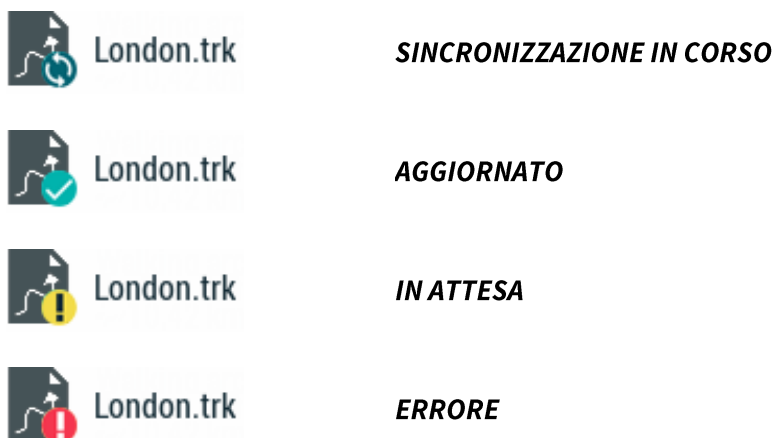 London.trk SINCRONIZZAZIONE IN CORSO
London.trk AGGIORNATO
London.trk IN ATTESA
London.trk ERRORE